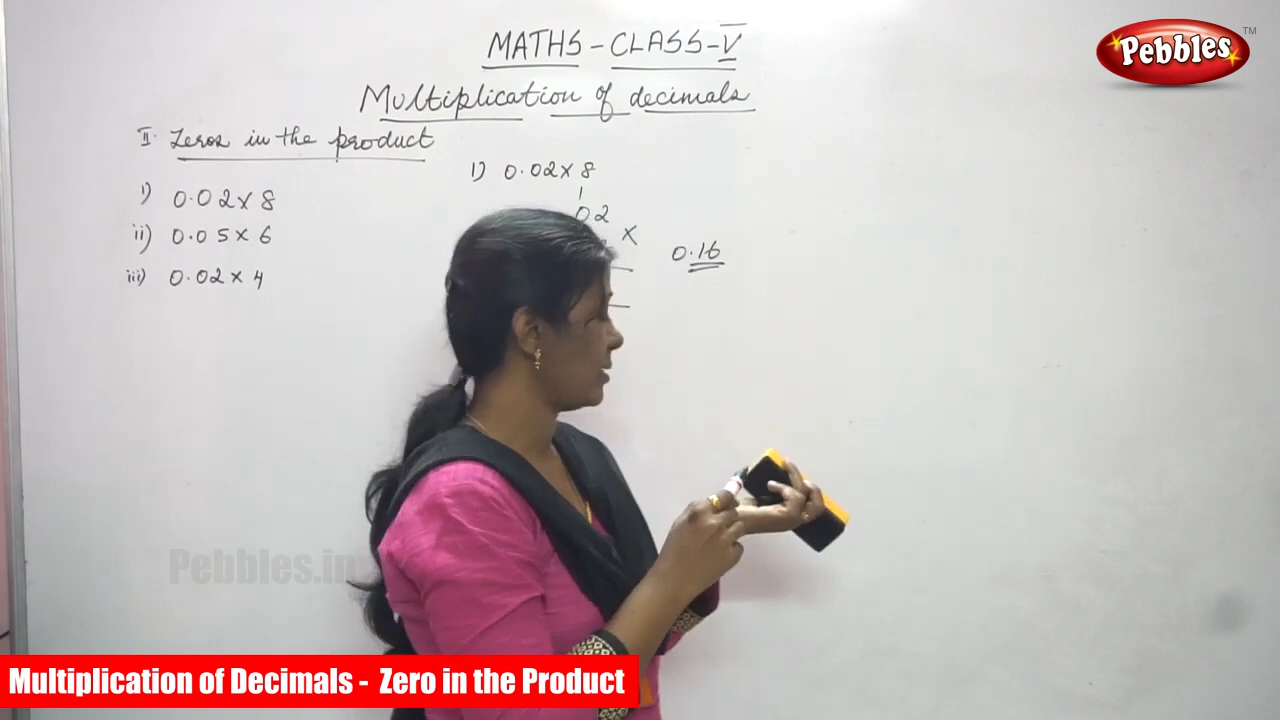 MATHS - CLASS - V
Multiplication of decimals
II. Zeros in the product
i) 0.02 x 8
ii) 0.05 x 6
iii) 0.02 x 4
1) 0.02 x 8
1
02
x
0.16
Pebbles TM
Pebbles.in
Multiplication of Decimals - Zero in the Product